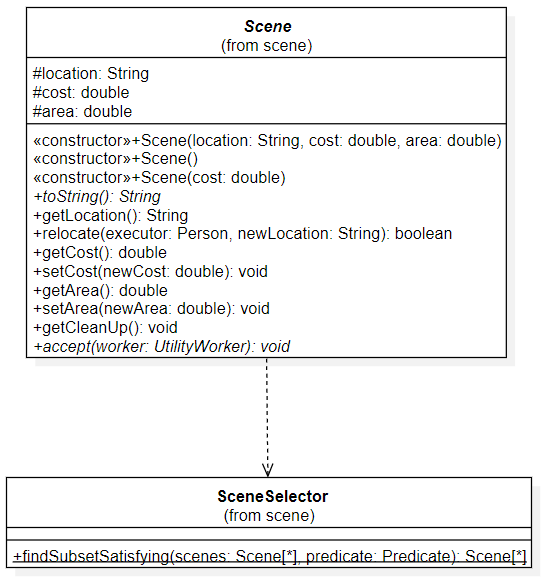 Scene
(from scene)
#location: String
#cost: double
#area: double
«constructor»+Scene(location: String, cost: double, area: double)
«constructor»+Scene()
«constructor»+Scene(cost: double)
+toString(): String
+getLocation(): String
+relocate(executor: Person, newLocation: String): boolean
+getCost(): double
+setCost(newCost: double): void
+getArea(): double
+setArea(newArea: double): void
+getCleanUp(): void
+accept(worker: UtilityWorker): void
SceneSelector
(from scene)
+findSubsetSatisfying(scenes: Scene[*], predicate: Predicate): Scene[*]